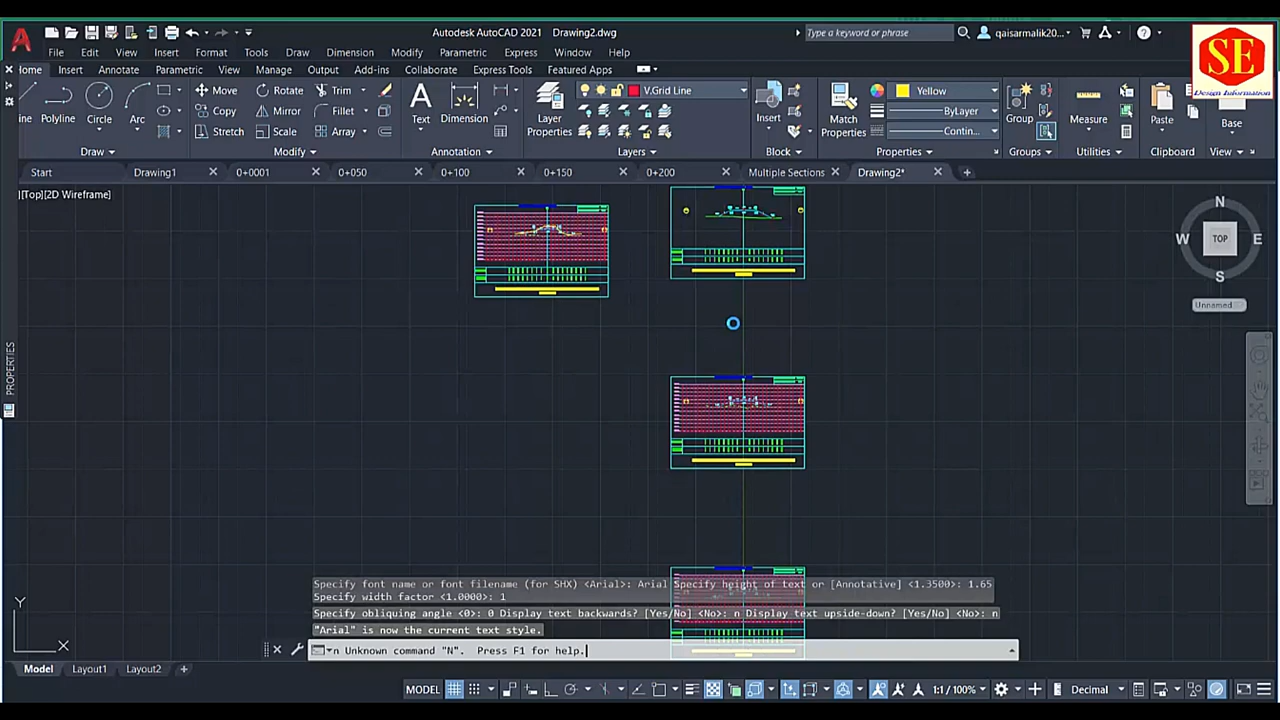 Autodesk AutoCAD 2021 Drawing2.dwg
Type a keyword or phrase
qaisarmalik20...
SE
Design Information
File Edit View Insert Format Tools Draw Dimension Modify Parametric Express Window Help
Home Insert Annotate Parametric View Manage Output Add-ins Collaborate Express Tools Featured Apps
Line Polyline Circle Arc
Move Rotate Trim
Copy Mirror Fillet
Stretch Scale Array
Text Dimension
Layer Properties
V.Grid Line
Insert
Match Properties
Yellow
ByLayer
Contin...
Group
Measure
Paste
Base
Draw Modify Annotation Layers Block Properties Groups Utilities Clipboard View
Start Drawing1 0+0001 0+050 0+100 0+150 0+200 Multiple Sections Drawing2*
][Top][2D Wireframe]
N
W TOP E
S
Unnamed
PROPERTIES
Y
X
Specify font name or font filename (for SHX) <Arial>: Arial Specify height of text or [Annotative] <1.3500>: 1.65
Specify width factor <1.0000>: 1
Specify obliquing angle <0>: 0 Display text backwards? [Yes/No] <No>: n Display text upside-down? [Yes/No] <No>: n
"Arial" is now the current text style.
n Unknown command "N".  Press F1 for help.
Model Layout1 Layout2
MODEL 1:1 / 100% Decimal